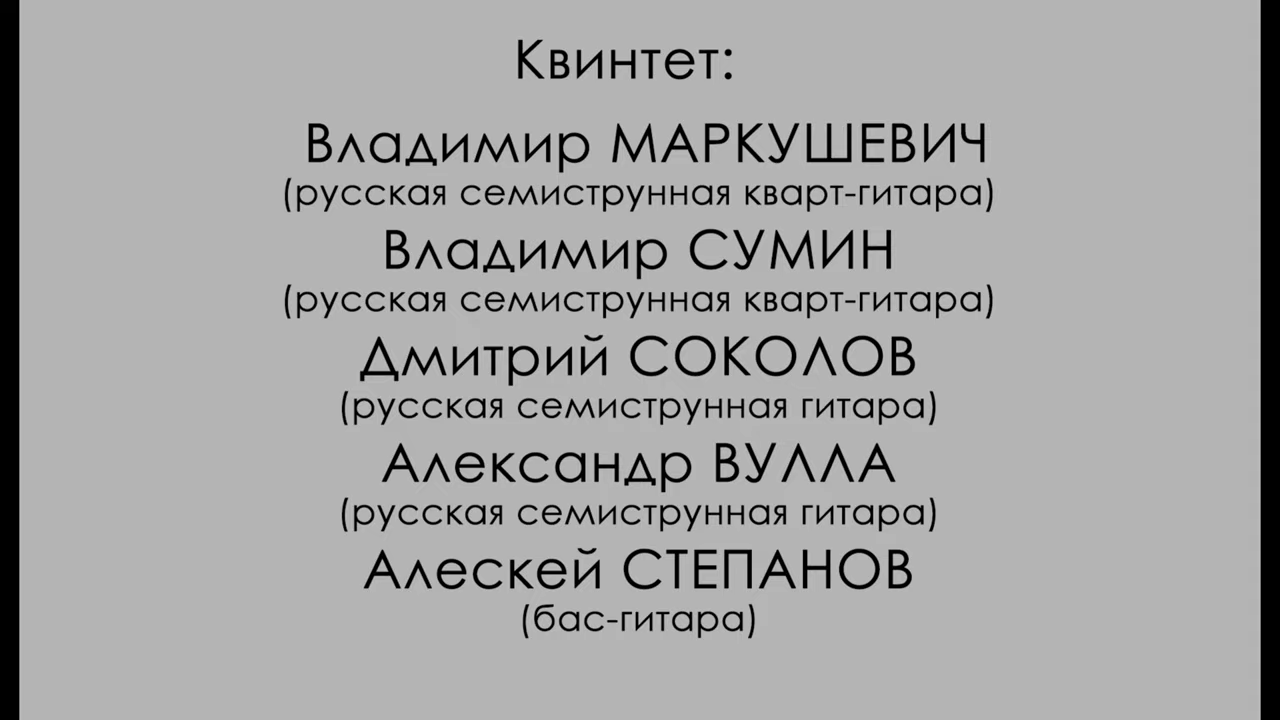 Квинтет:
Владимир МАРКУШЕВИЧ
(русская семиструнная кварт-гитара)
Владимир СУМИН
(русская семиструнная кварт-гитара)
Дмитрий СОКОЛОВ
(русская семиструнная гитара)
Александр ВУЛЛА
(русская семиструнная гитара)
Алескей СТЕПАНОВ
(бас-гитара)